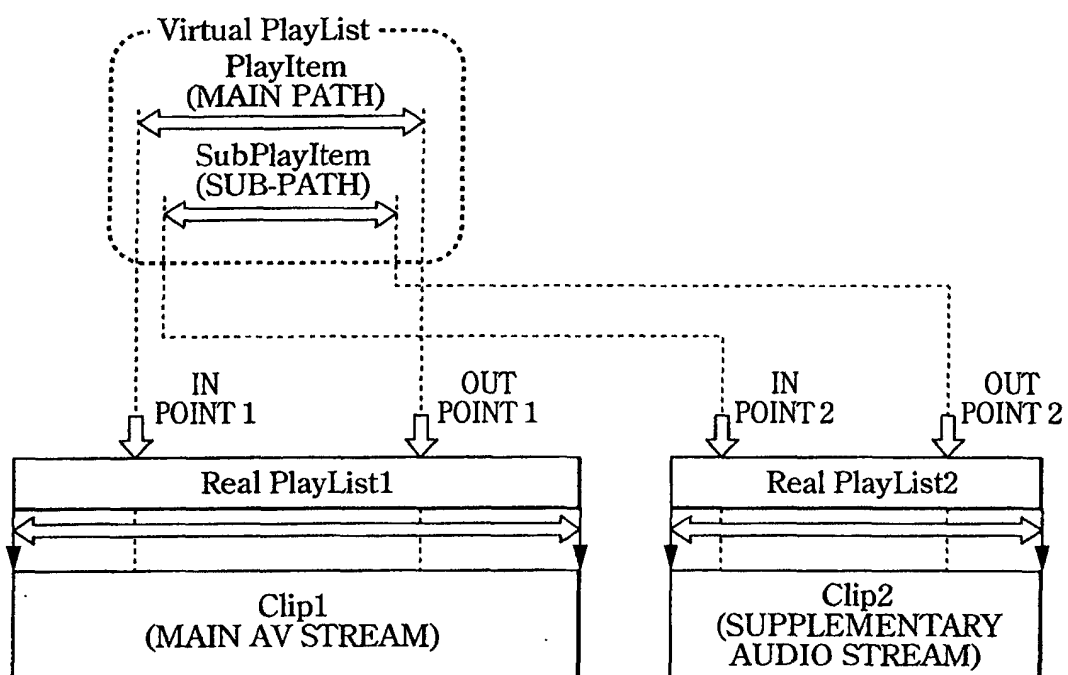 Virtual PlayList
PlayItem
(MAIN PATH)
SubPlayItem
(SUB-PATH)
IN
POINT 1
OUT
POINT 1
IN
POINT 2
OUT
POINT 2
Real PlayList1
Real PlayList2
Clip1
(MAIN AV STREAM)
Clip2
(SUPPLEMENTARY
AUDIO STREAM)